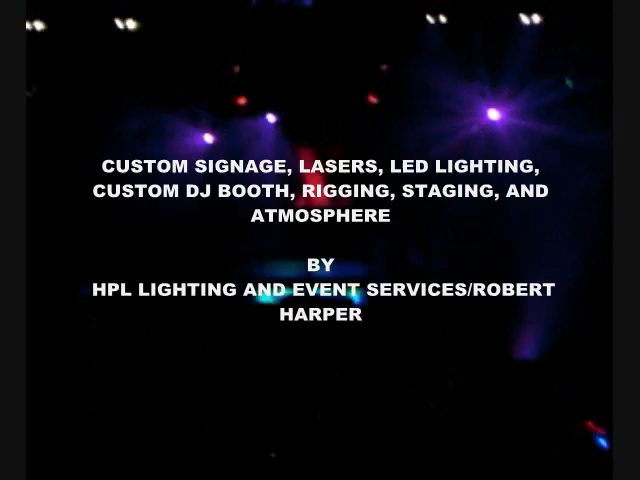 CUSTOM SIGNAGE, LASERS, LED LIGHTING,
CUSTOM DJ BOOTH, RIGGING, STAGING, AND
ATMOSPHERE
BY
HPL LIGHTING AND EVENT SERVICES/ROBERT
HARPER